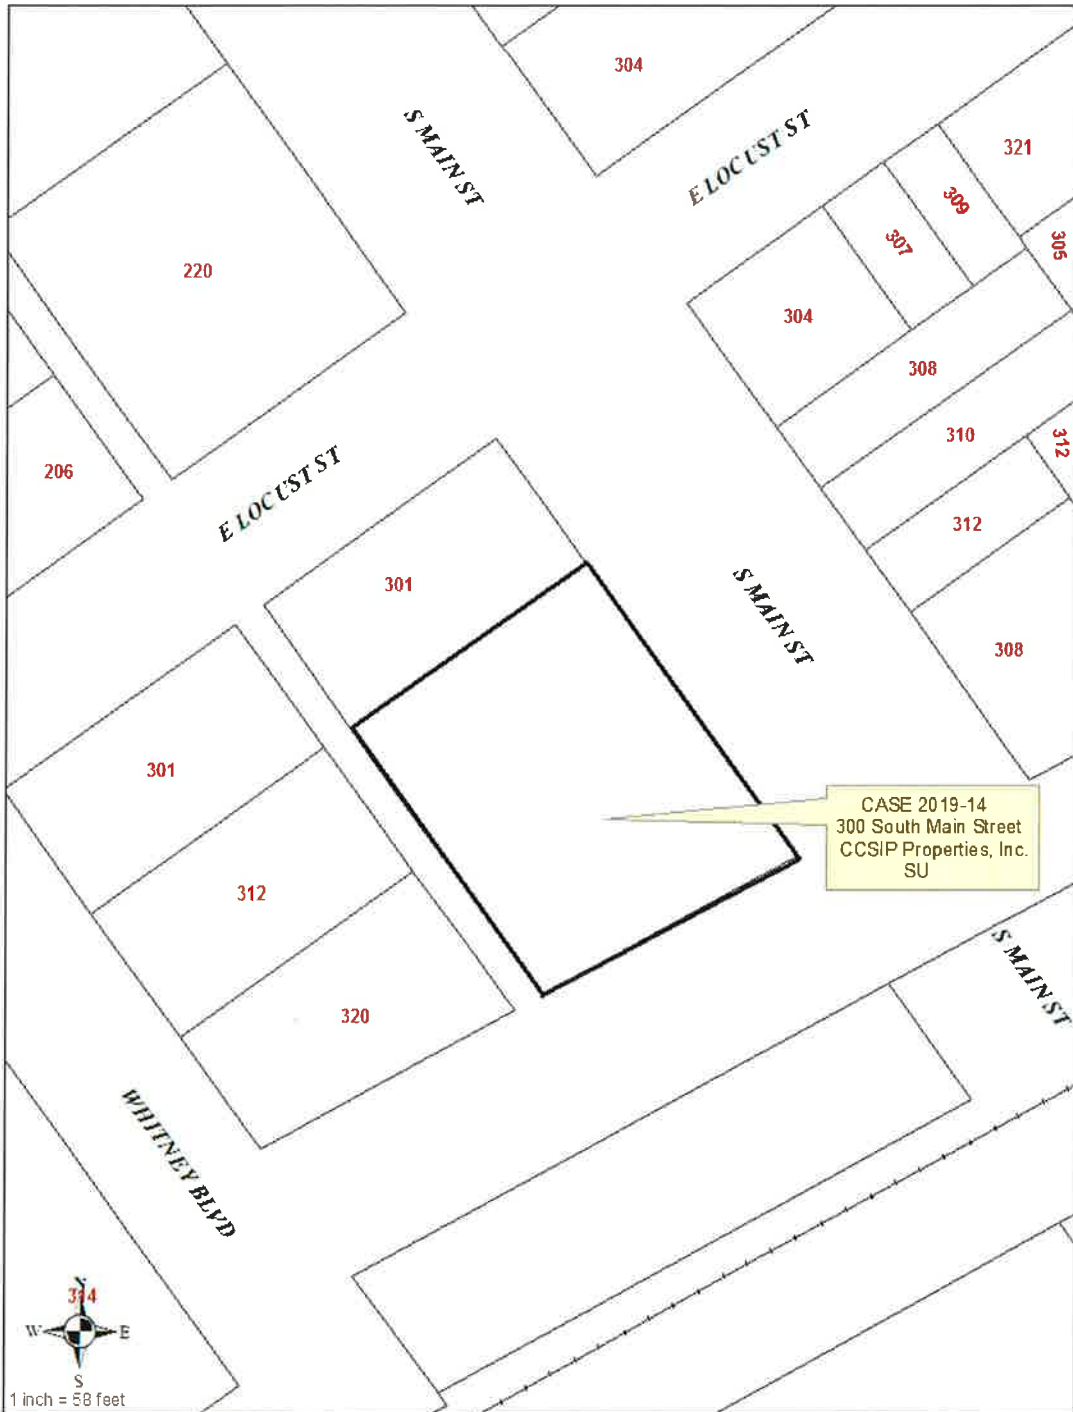 304
S MAIN ST
E LOCUST ST
321
309
307
305
220
304
308
310
312
206
E LOCUST ST
312
301
S MAIN ST
308
301
CASE 2019-14
300 South Main Street
CCSIP Properties, Inc.
SU
312
S MAIN ST
320
WHITNEY BLVD
N
314
W E
S
1 inch = 58 feet